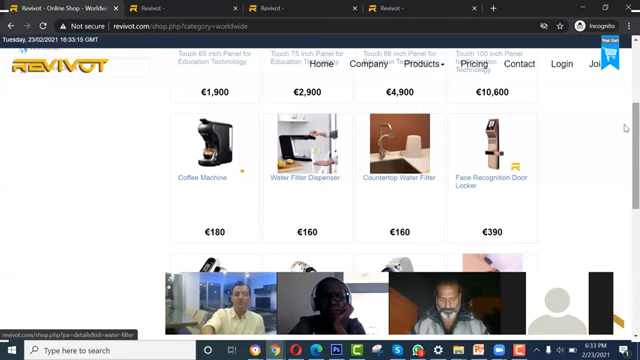 Revivot - Online Shop - Worldwi
Revivot -
Revivot -
Revivot -
Not secure
revivot.com/shop.php?category=worldwide
Incognito
Tuesday, 23/02/2021 16:33:15 GMT
Your Cart
REVIVOT
Home
Company
Products
Pricing
Contact
Login
Joi
Touch 65 inch Panel for
Education Technology
Touch 75 inch Panel for
Education Technology
Touch 86 inch Panel for
Education Technology
Touch 100 inch
Panel for Education
Technology
€1,900
€2,900
€4,900
€10,600
Coffee Machine
Water Filter Dispenser
Countertop Water Filter
Face Recognition Door
Locker
€180
€160
€160
€390
revivot.com/shop.php?pa=details&id=water-filter
Type here to search
6:33 PM
2/23/2021